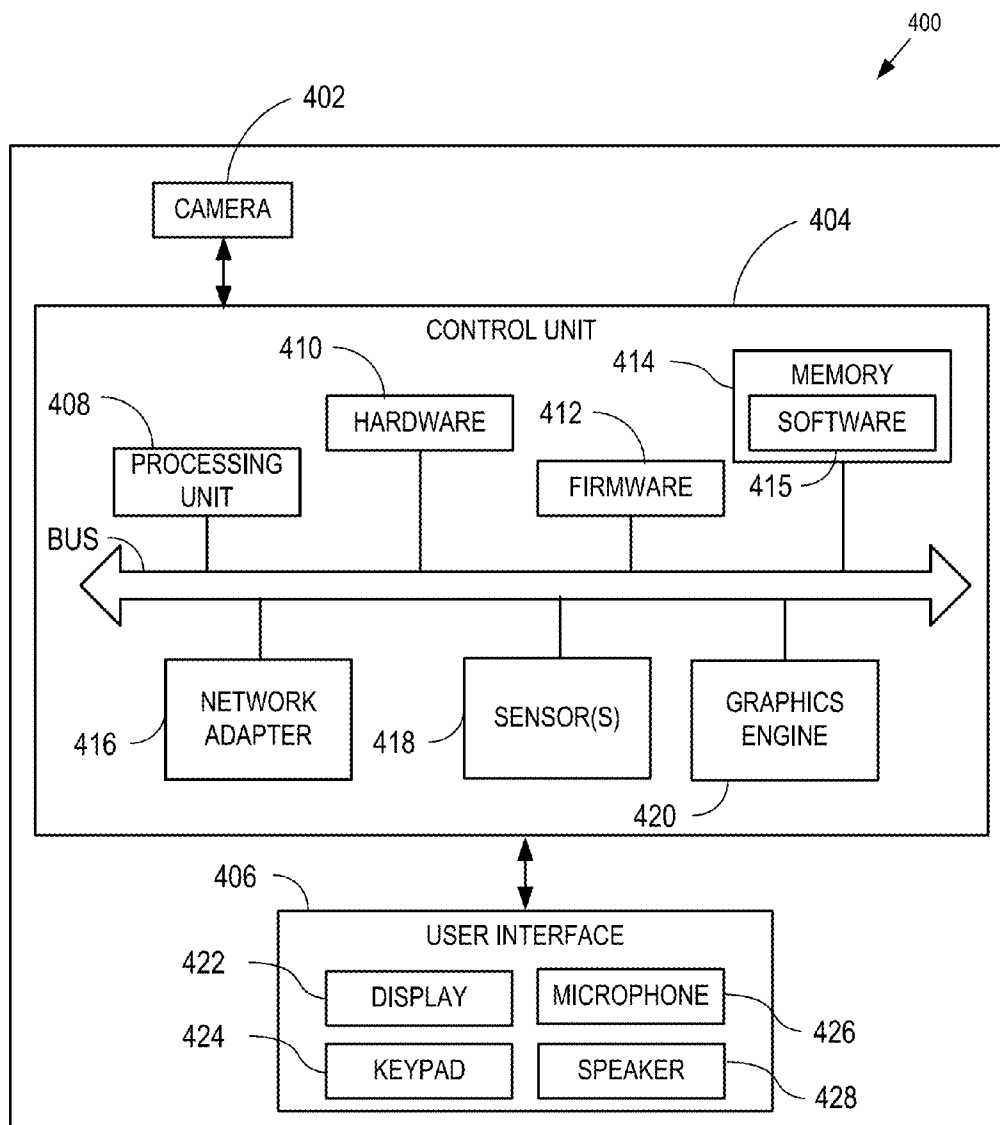 400
402
CAMERA
404
CONTROL UNIT
410
414
MEMORY
408
HARDWARE
412
SOFTWARE
PROCESSING
UNIT
FIRMWARE
415
BUS
NETWORK
ADAPTER
416
SENSOR(S)
418
GRAPHICS
ENGINE
420
406
USER INTERFACE
422
DISPLAY
MICROPHONE
426
424
KEYPAD
SPEAKER
428